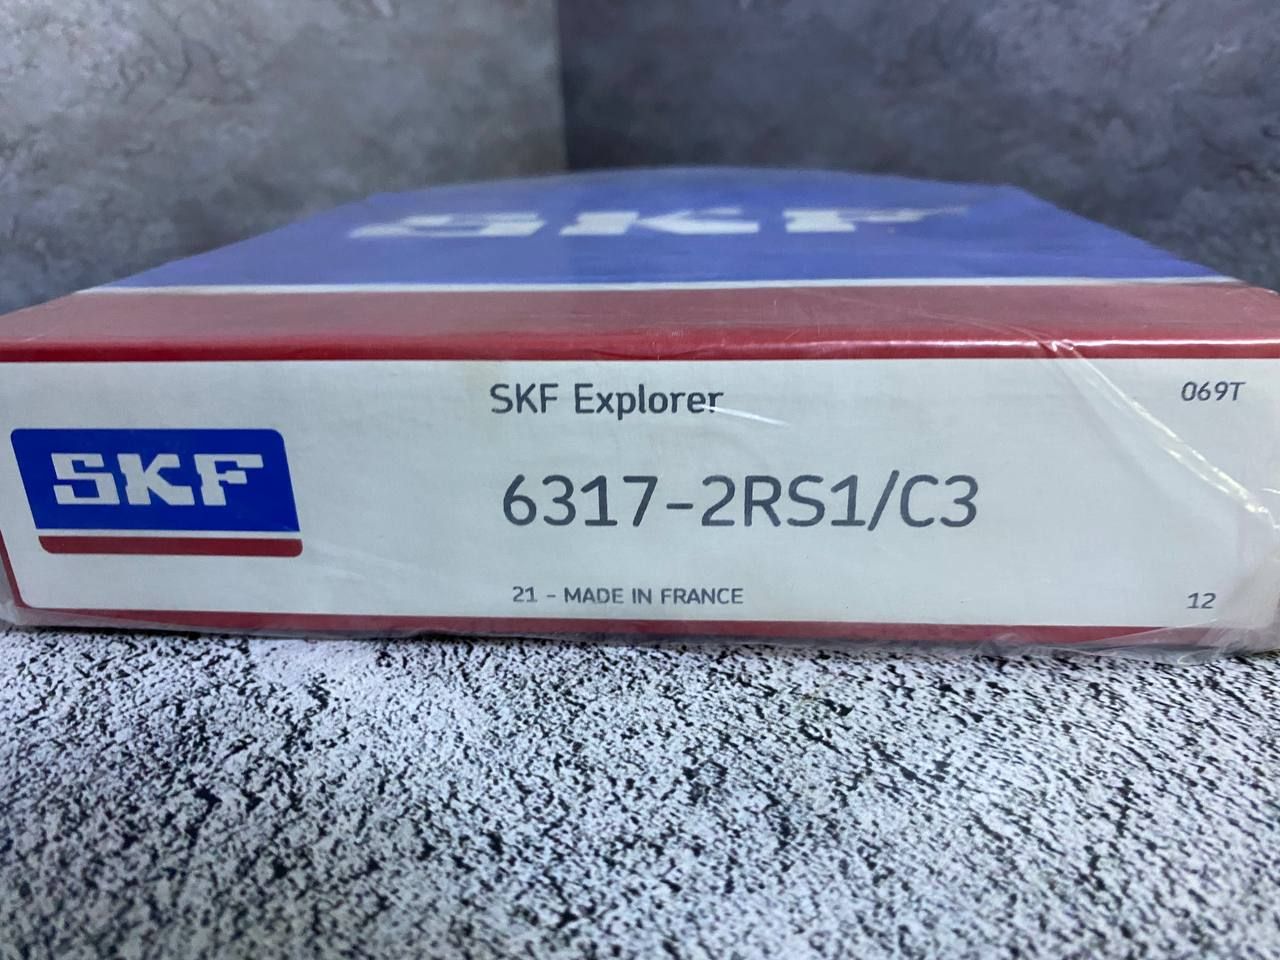 SKF
SKF Explorer
069T
SKF
6317-2RS1/C3
21 - MADE IN FRANCE
12